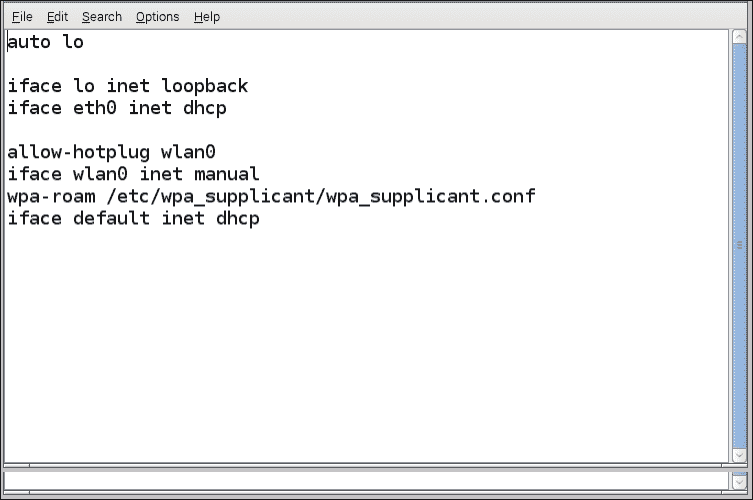 File Edit Search Options Help
auto lo
iface lo inet loopback
iface eth0 inet dhcp
allow-hotplug wlan0
iface wlan0 inet manual
wpa-roam /etc/wpa_supplicant/wpa_supplicant.conf
iface default inet dhcp